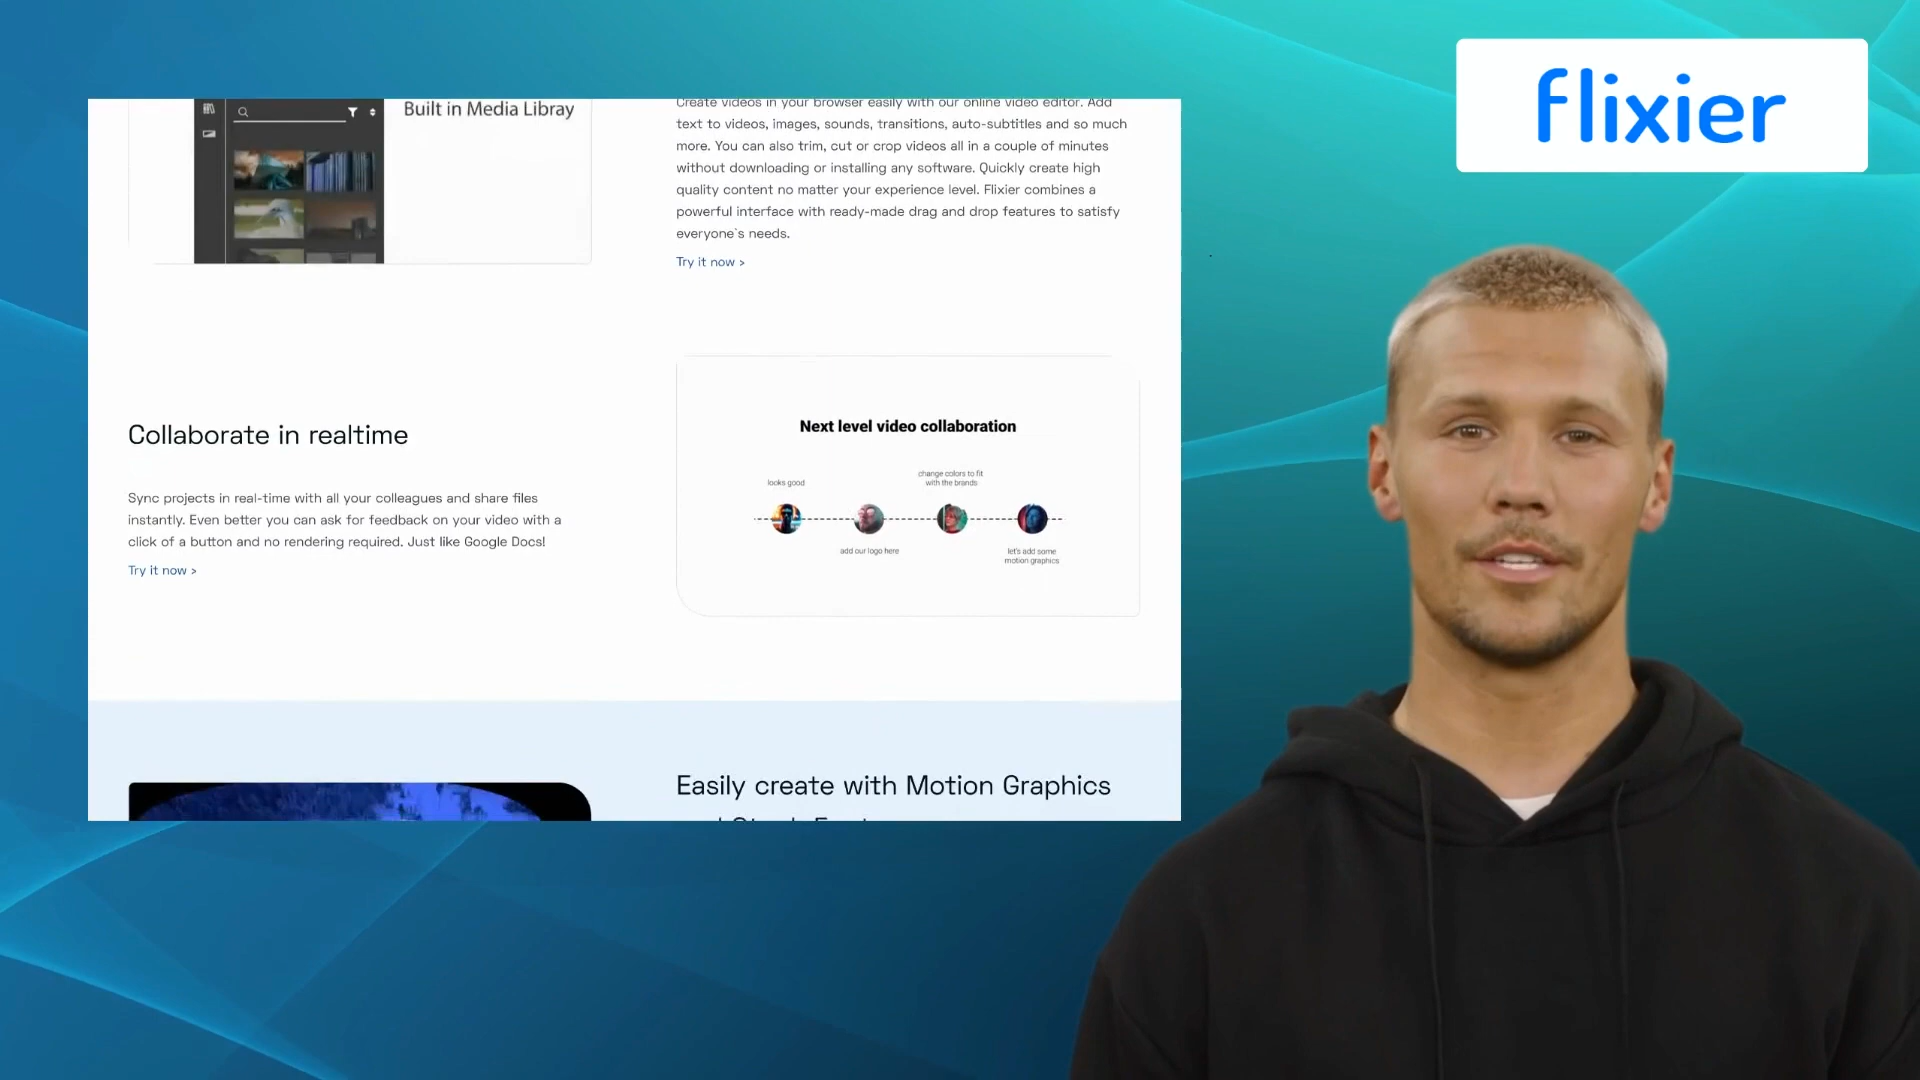 flixier
Built in Media Libray
Create videos in your browser easily with our online video editor. Add
text to videos, images, sounds, transitions, auto-subtitles and so much
more. You can also trim, cut or crop videos all in a couple of minutes
without downloading or installing any software. Quickly create high
quality content no matter your experience level. Flixier combines a
powerful interface with ready-made drag and drop features to satisfy
everyone`s needs.
Try it now >
Collaborate in realtime
Sync projects in real-time with all your colleagues and share files
instantly. Even better you can ask for feedback on your video with a
click of a button and no rendering required. Just like Google Docs!
Try it now >
Next level video collaboration
looks good
change colors to fit
with the brands
add our logo here
let's add some
motion graphics
Easily create with Motion Graphics